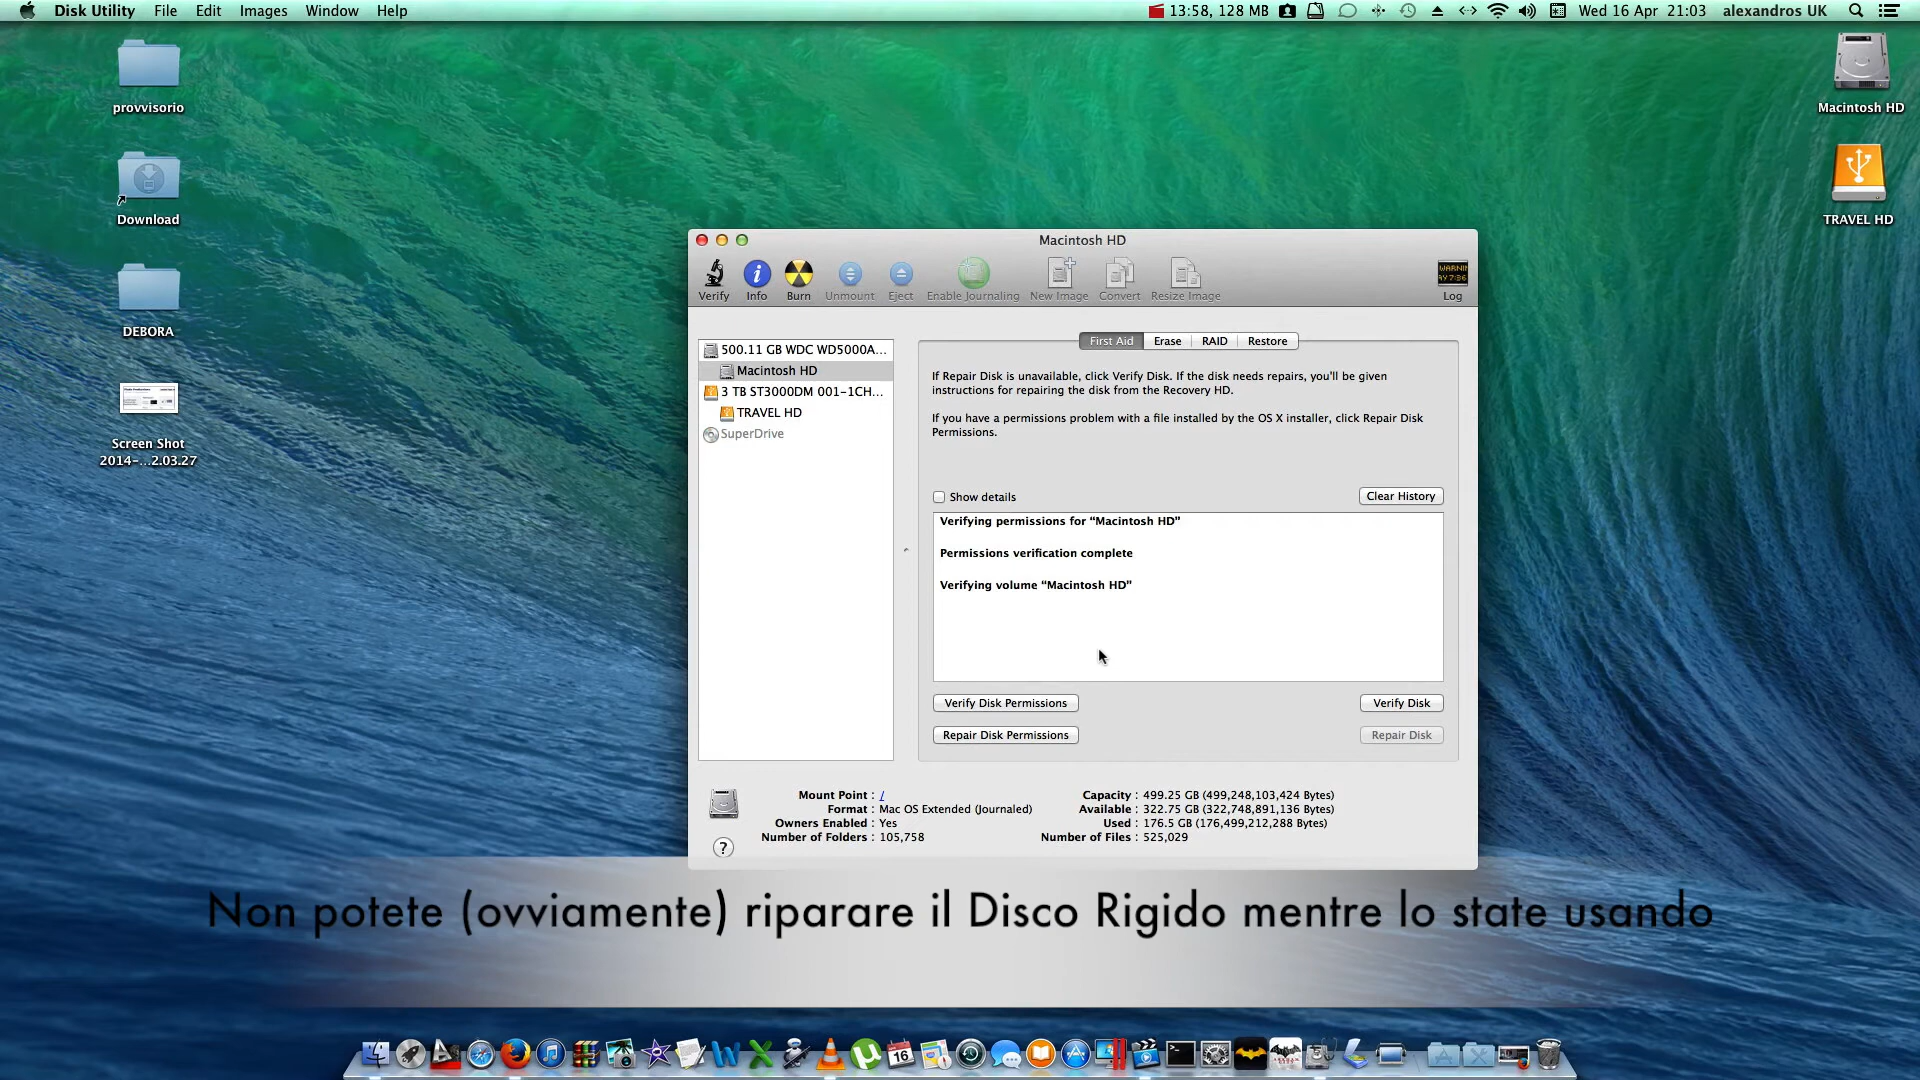 Disk Utility File Edit Images Window Help 13:58, 128 MB Wed 16 Apr 21:03 alexandros UK
provvisorio
Download
DEBORA
Screen Shot
2014-...2.03.27
Macintosh HD
TRAVEL HD
Macintosh HD
Verify Info Burn Unmount Eject Enable Journaling New Image Convert Resize Image Log
500.11 GB WDC WD5000A...
Macintosh HD
3 TB ST3000DM 001-1CH...
TRAVEL HD
SuperDrive
First Aid Erase RAID Restore
If Repair Disk is unavailable, click Verify Disk. If the disk needs repairs, you'll be given
instructions for repairing the disk from the Recovery HD.
If you have a permissions problem with a file installed by the OS X installer, click Repair Disk
Permissions.
Show details Clear History
Verifying permissions for “Macintosh HD”
Permissions verification complete
Verifying volume “Macintosh HD”
Verify Disk Permissions Verify Disk
Repair Disk Permissions Repair Disk
Mount Point : / Capacity : 499.25 GB (499,248,103,424 Bytes)
Format : Mac OS Extended (Journaled) Available : 322.75 GB (322,748,891,136 Bytes)
Owners Enabled : Yes Used : 176.5 GB (176,499,212,288 Bytes)
Number of Folders : 105,758 Number of Files : 525,029
?
Non potete (ovviamente) riparare il Disco Rigido mentre lo state usando
16